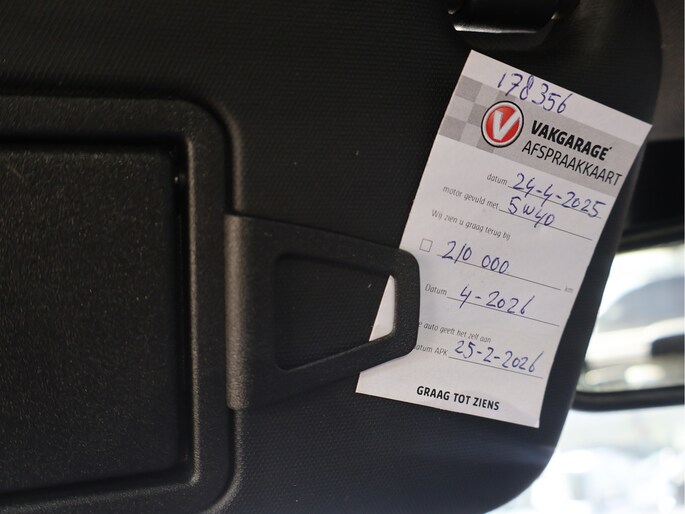 178356
V
VAKGARAGE
AFSPRAAKKAART
datum 24-4-2025
motor gevuld met 5W40
Wij zien u graag terug bij
210 000 km
Datum 4-2026
auto geeft het zelf aan
datum APK 25-2-2026
GRAAG TOT ZIENS